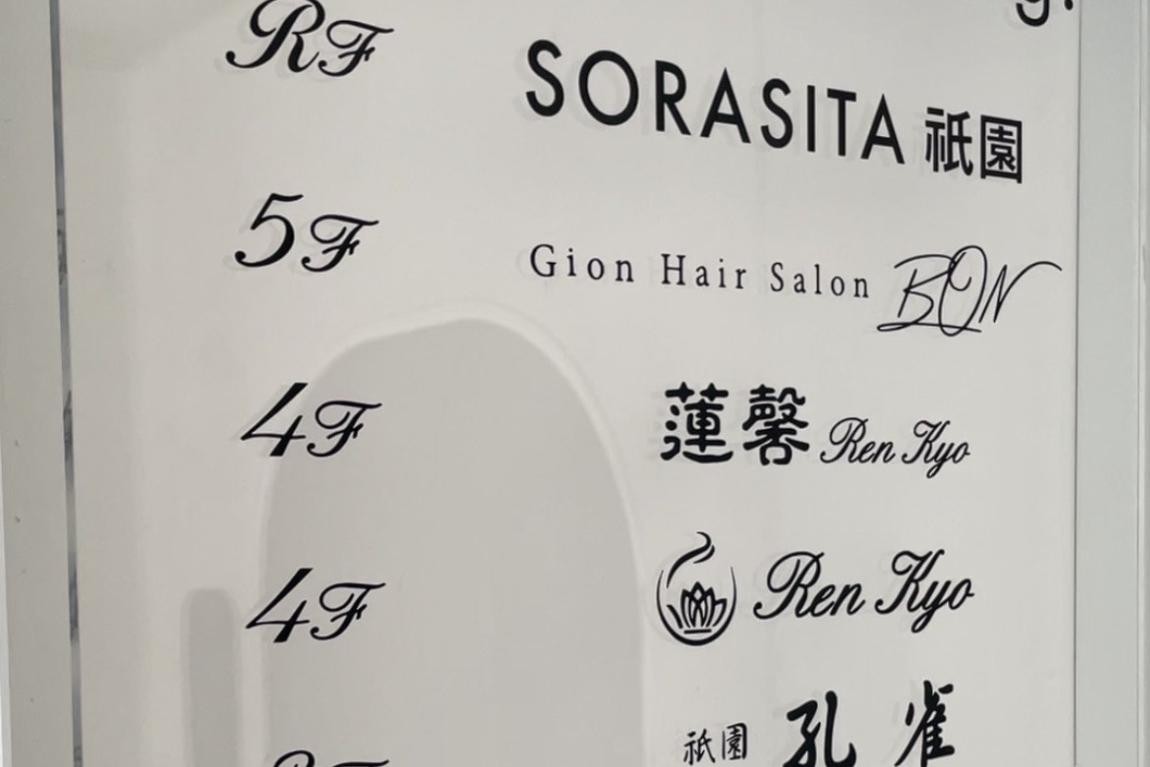 RF SORASITA 祇園
5F Gion Hair Salon BON
4F 蓮馨 Ren Kyo
4F Ren Kyo
祇園 孔雀